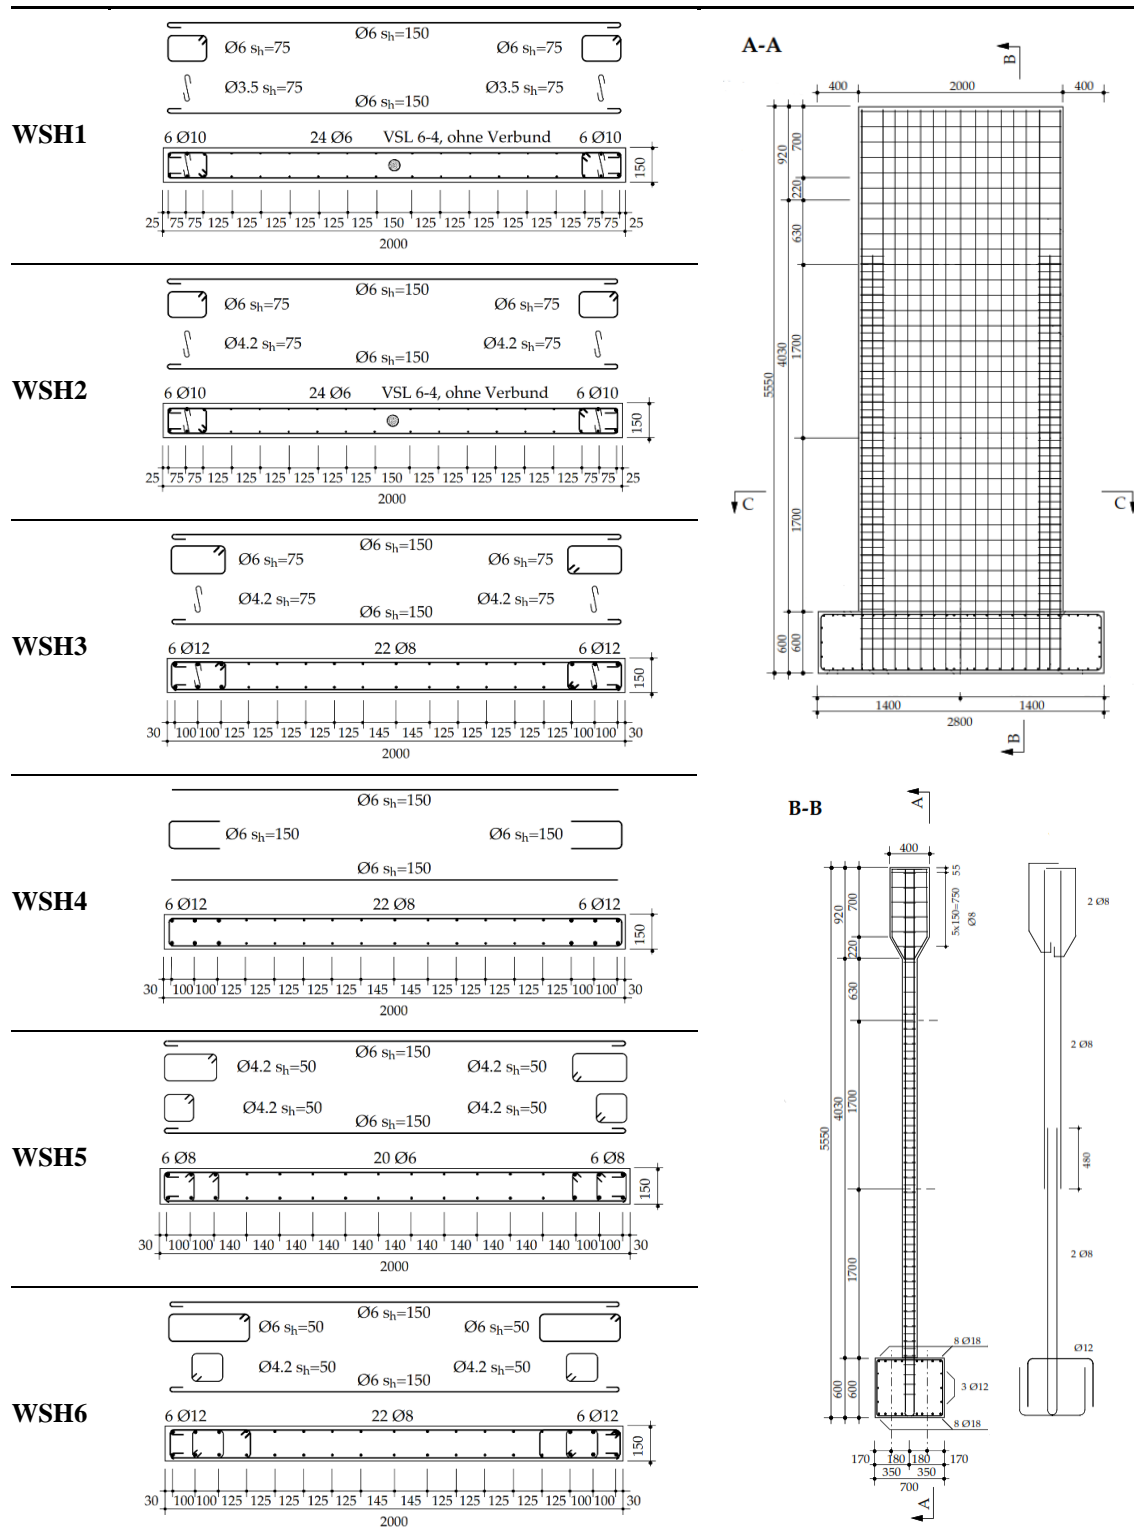 WSH1
Ø6 sh=150
Ø6 sh=75 Ø6 sh=75
Ø3.5 sh=75 Ø3.5 sh=75
Ø6 sh=150
6 Ø10 24 Ø6 VSL 6-4, ohne Verbund 6 Ø10
150
25 75 75 125 125 125 125 125 125 150 125 125 125 125 125 125 75 75 25
2000
WSH2
Ø6 sh=150
Ø6 sh=75 Ø6 sh=75
Ø4.2 sh=75 Ø4.2 sh=75
Ø6 sh=150
6 Ø10 24 Ø6 VSL 6-4, ohne Verbund 6 Ø10
150
25 75 75 125 125 125 125 125 125 150 125 125 125 125 125 125 75 75 25
2000
WSH3
Ø6 sh=150
Ø6 sh=75 Ø6 sh=75
Ø4.2 sh=75 Ø4.2 sh=75
Ø6 sh=150
6 Ø12 22 Ø8 6 Ø12
150
30 100 100 125 125 125 125 125 145 145 125 125 125 125 125 100 100 30
2000
WSH4
Ø6 sh=150
Ø6 sh=150 Ø6 sh=150
Ø6 sh=150
6 Ø12 22 Ø8 6 Ø12
150
30 100 100 125 125 125 125 125 145 145 125 125 125 125 125 100 100 30
2000
WSH5
Ø6 sh=150
Ø4.2 sh=50 Ø4.2 sh=50
Ø4.2 sh=50 Ø4.2 sh=50
Ø6 sh=150
6 Ø8 20 Ø6 6 Ø8
150
30 100 100 140 140 140 140 140 140 140 140 140 140 140 100 100 30
2000
WSH6
Ø6 sh=150
Ø6 sh=50 Ø6 sh=50
Ø4.2 sh=50 Ø4.2 sh=50
Ø6 sh=150
6 Ø12 22 Ø8 6 Ø12
150
30 100 100 125 125 125 125 125 145 145 125 125 125 125 125 100 100 30
2000
A-A
B
400 2000 400
920 700
220
630
5550 4030 1700
C C
1700
600 600
1400 1400
2800
B
B-B
A
400
55
920 700 5x150=750 Ø8
2 Ø8
220
630
2 Ø8
5550 4030 1700
480
1700
2 Ø8
8 Ø18
Ø12
600 600 3 Ø12
8 Ø18
170 180 180 170
350 350
700
A